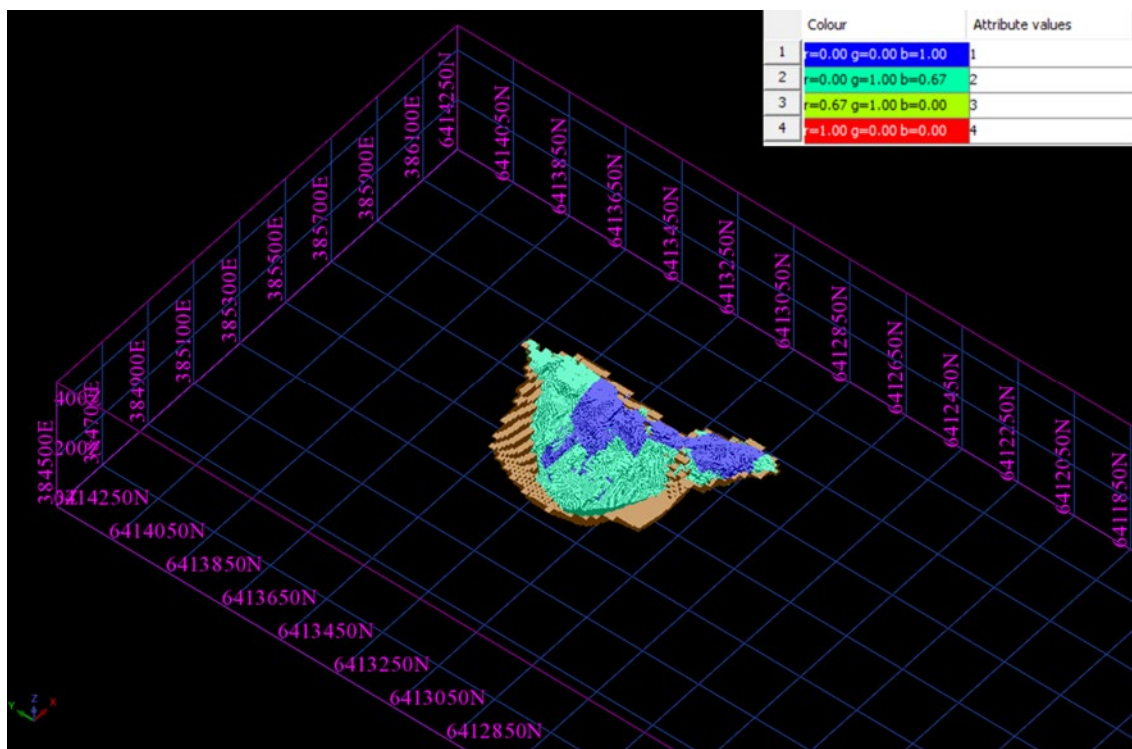 Colour Attribute values
1 r=0.00 g=0.00 b=1.00 1
2 r=0.00 g=1.00 b=0.67 2
3 r=0.67 g=1.00 b=0.00 3
4 r=1.00 g=0.00 b=0.00 4
6414250N
6414050N
6413850N
6413650N
6413450N
6413250N
6413050N
6412850N
6412650N
6412450N
6412250N
6412050N
6411850N
386100E
385900E
385700E
385500E
385300E
385100E
384900E
384700E
384500E
400Z
200Z
6414250N
6414050N
6413850N
6413650N
6413450N
6413250N
6413050N
6412850N
Y
Z
X